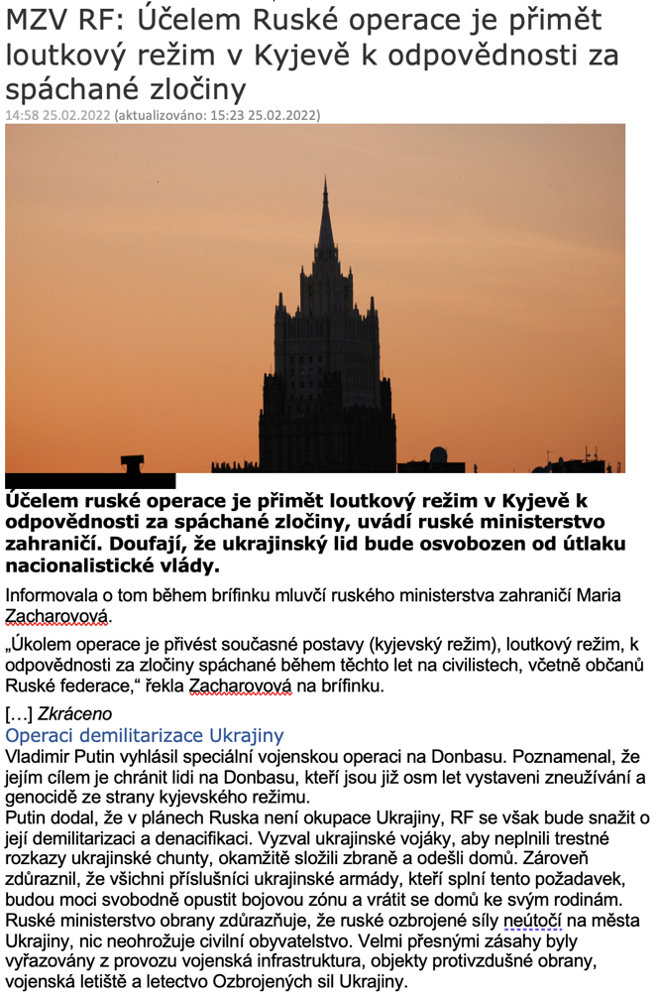 MZV RF: Účelem Ruské operace je přimět
loutkový režim v Kyjevě k odpovědnosti za
spáchané zločiny
14:58 25.02.2022 (aktualizováno: 15:23 25.02.2022)
Účelem ruské operace je přimět loutkový režim v Kyjevě k
odpovědnosti za spáchané zločiny, uvádí ruské ministerstvo
zahraničí. Doufají, že ukrajinský lid bude osvobozen od útlaku
nacionalistické vlády.
Informovala o tom během brífinku mluvčí ruského ministerstva zahraničí Maria
Zacharovová.
„Úkolem operace je přivést současné postavy (kyjevský režim), loutkový režim, k
odpovědnosti za zločiny spáchané během těchto let na civilistech, včetně občanů
Ruské federace,“ řekla Zacharovová na brífinku.
[…] Zkráceno
Operaci demilitarizace Ukrajiny
Vladimir Putin vyhlásil speciální vojenskou operaci na Donbasu. Poznamenal, že
jejím cílem je chránit lidi na Donbasu, kteří jsou již osm let vystaveni zneužívání a
genocidě ze strany kyjevského režimu.
Putin dodal, že v plánech Ruska není okupace Ukrajiny, RF se však bude snažit o
její demilitarizaci a denacifikaci. Vyzval ukrajinské vojáky, aby neplnili trestné
rozkazy ukrajinské chunty, okamžitě složili zbraně a odešli domů. Zároveň
zdůraznil, že všichni příslušníci ukrajinské armády, kteří splní tento požadavek,
budou moci svobodně opustit bojovou zónu a vrátit se domů ke svým rodinám.
Ruské ministerstvo obrany zdůrazňuje, že ruské ozbrojené síly neútočí na města
Ukrajiny, nic neohrožuje civilní obyvatelstvo. Velmi přesnými zásahy byly
vyřazovány z provozu vojenská infrastruktura, objekty protivzdušné obrany,
vojenská letiště a letectvo Ozbrojených sil Ukrajiny.